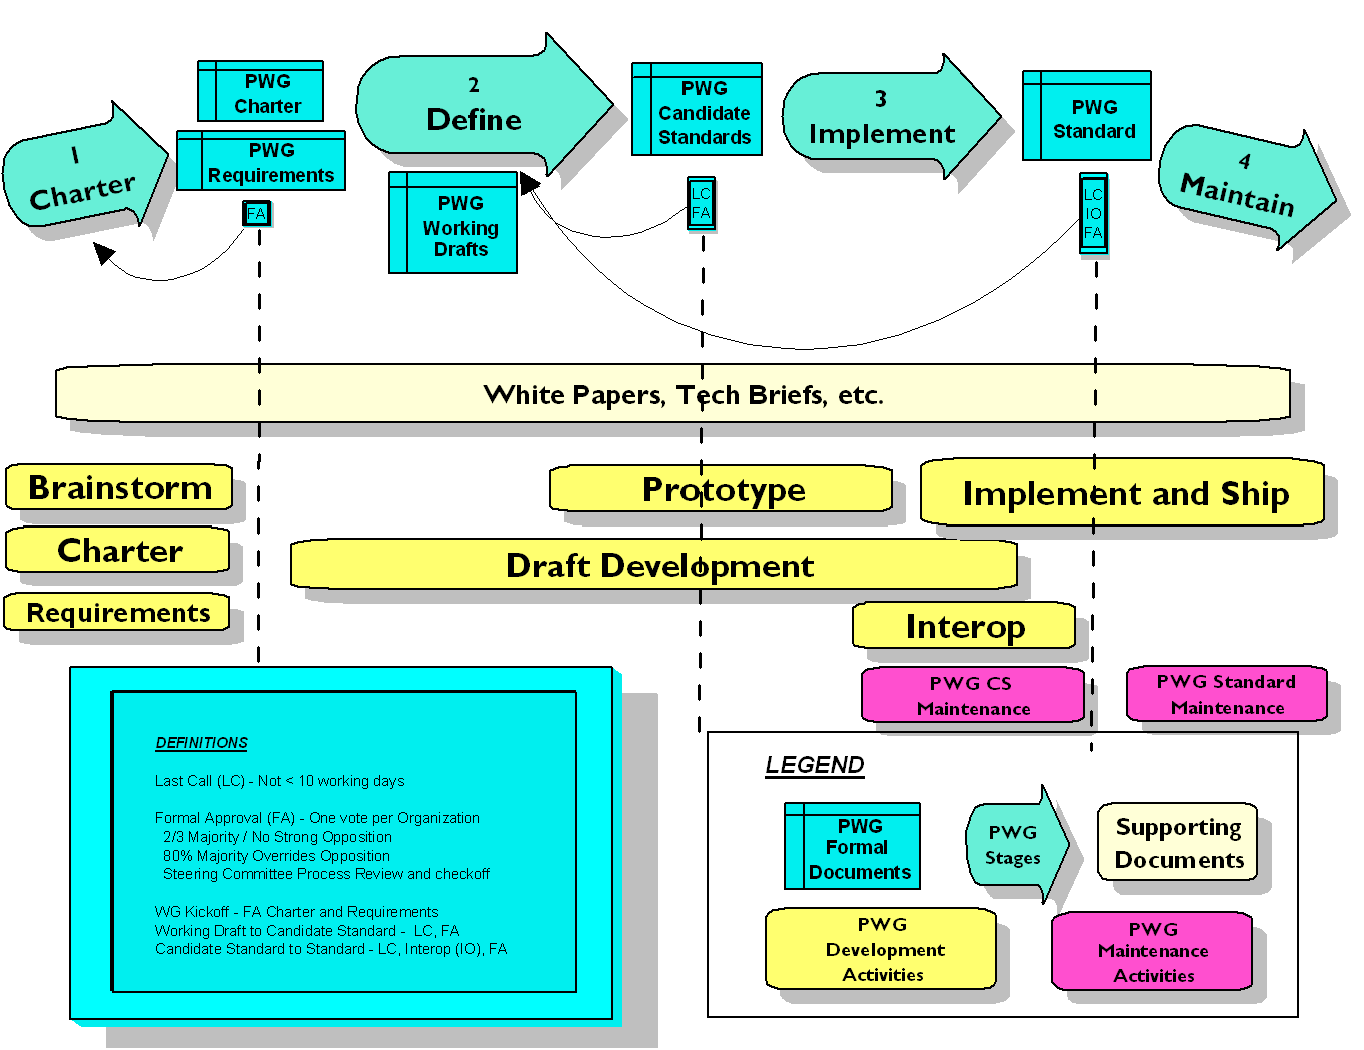 1
Charter
PWG
Charter
PWG
Requirements
FA
2
Define
PWG
Working
Drafts
PWG
Candidate
Standards
LC
FA
3
Implement
PWG
Standard
LC
IO
FA
4
Maintain
White Papers, Tech Briefs, etc.
Brainstorm
Prototype
Implement and Ship
Charter
Draft Development
Requirements
Interop
PWG CS
Maintenance
PWG Standard
Maintenance
DEFINITIONS
Last Call (LC) - Not < 10 working days
Formal Approval (FA) - One vote per Organization
2/3 Majority / No Strong Opposition
80% Majority Overrides Opposition
Steering Committee Process Review and checkoff
WG Kickoff - FA Charter and Requirements
Working Draft to Candidate Standard - LC, FA
Candidate Standard to Standard - LC, Interop (IO), FA
LEGEND
PWG
Formal
Documents
PWG
Stages
Supporting
Documents
PWG
Development
Activities
PWG
Maintenance
Activities